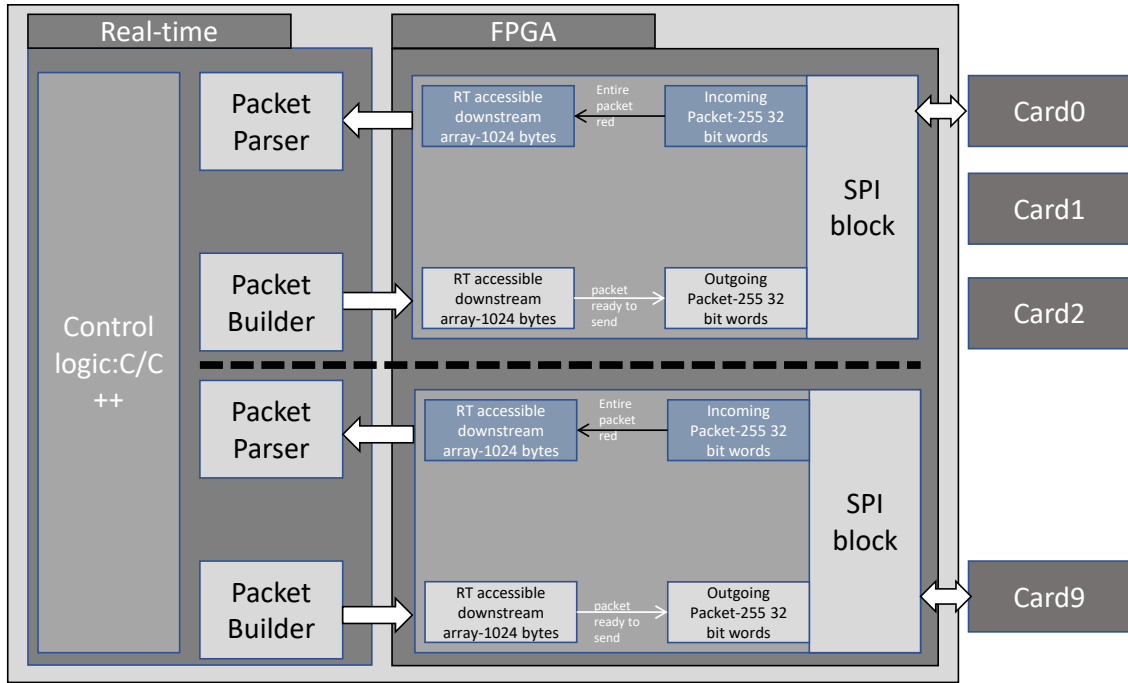 Real-time
FPGA
Packet
Parser
RT accessible
downstream
array-1024 bytes
Entire
packet
red
Incoming
Packet-255 32
bit words
SPI
block
Card0
Card1
Packet
Builder
RT accessible
downstream
array-1024 bytes
packet
ready to
send
Outgoing
Packet-255 32
bit words
Card2
Control
logic:C/C
++
Packet
Parser
RT accessible
downstream
array-1024 bytes
Entire
packet
red
Incoming
Packet-255 32
bit words
SPI
block
Packet
Builder
RT accessible
downstream
array-1024 bytes
packet
ready to
send
Outgoing
Packet-255 32
bit words
Card9